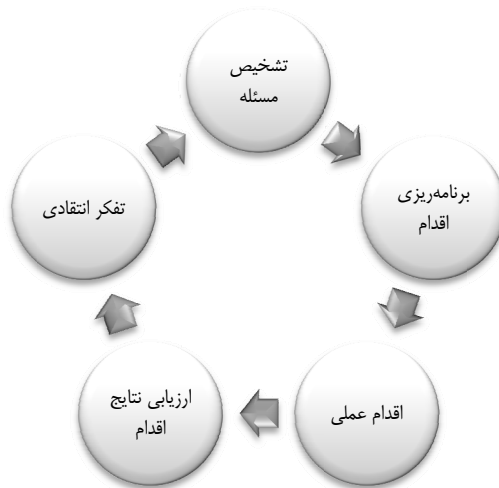 تشخیص
مسئله
برنامه‌ریزی
اقدام
اقدام عملی
ارزیابی نتایج
اقدام
تفکر انتقادی